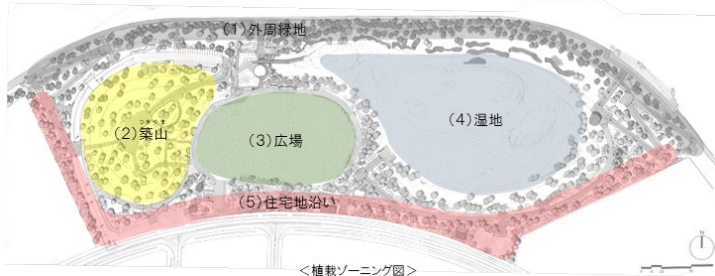 (1)外周緑地
つきやま
(2)築山
(3)広場
(4)湿地
(5)住宅地沿い
N
<植栽ゾーニング図>